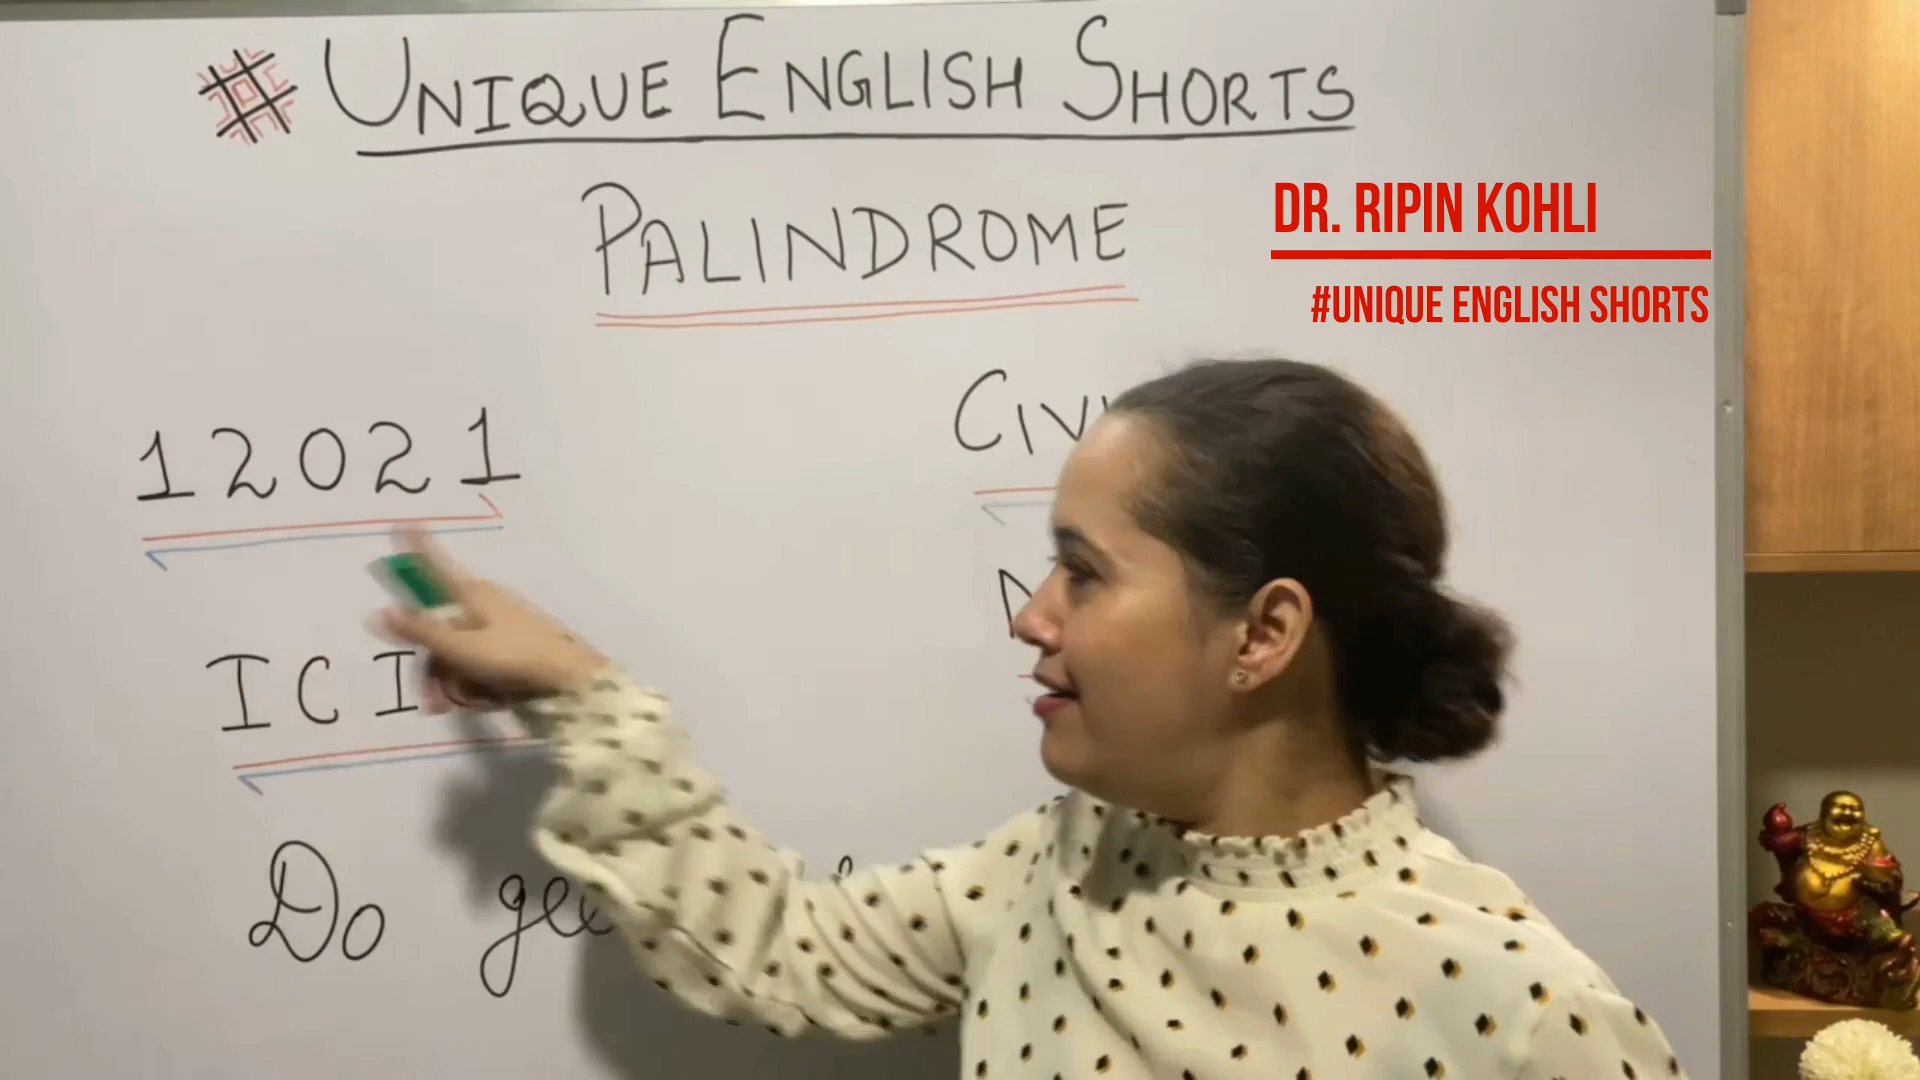 # UNIQUE ENGLISH SHORTS
PALINDROME
DR. RIPIN KOHLI
#UNIQUE ENGLISH SHORTS
12021
ICI
Do